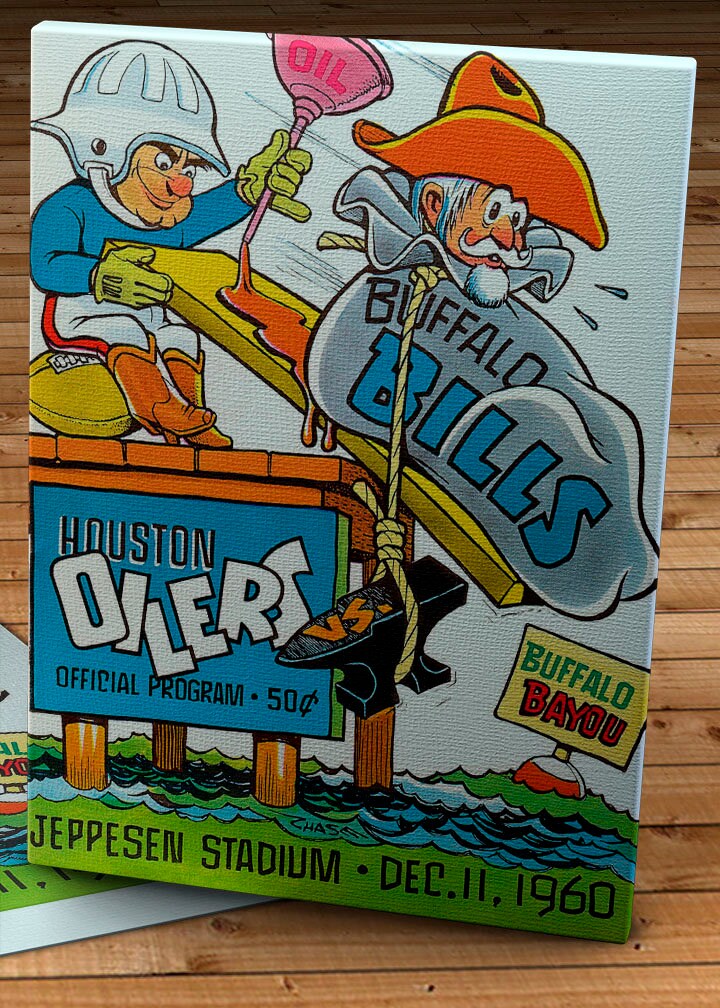 OIL
BUFFALO
BILLS
HOUSTON
OILERS
VS.
OFFICIAL PROGRAM • 50¢
BUFFALO
BAYOU
CHASE
JEPPESEN STADIUM • DEC. 11, 1960